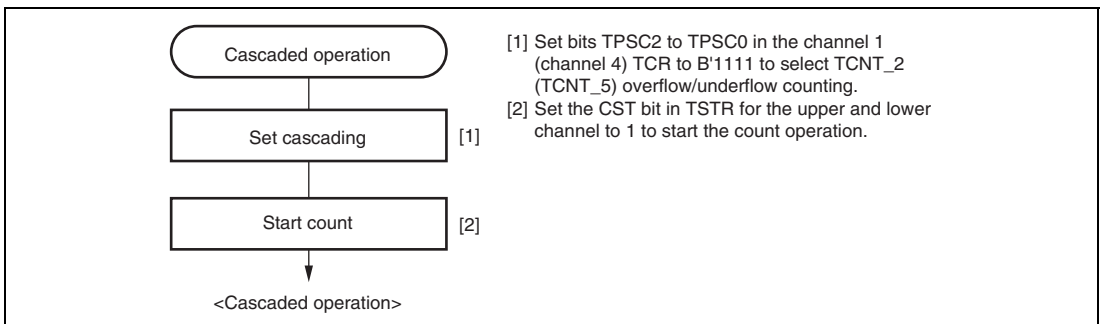 Cascaded operation
Set cascading
[1]
Start count
[2]
<Cascaded operation>
[1] Set bits TPSC2 to TPSC0 in the channel 1
(channel 4) TCR to B'1111 to select TCNT_2
(TCNT_5) overflow/underflow counting.
[2] Set the CST bit in TSTR for the upper and lower
channel to 1 to start the count operation.